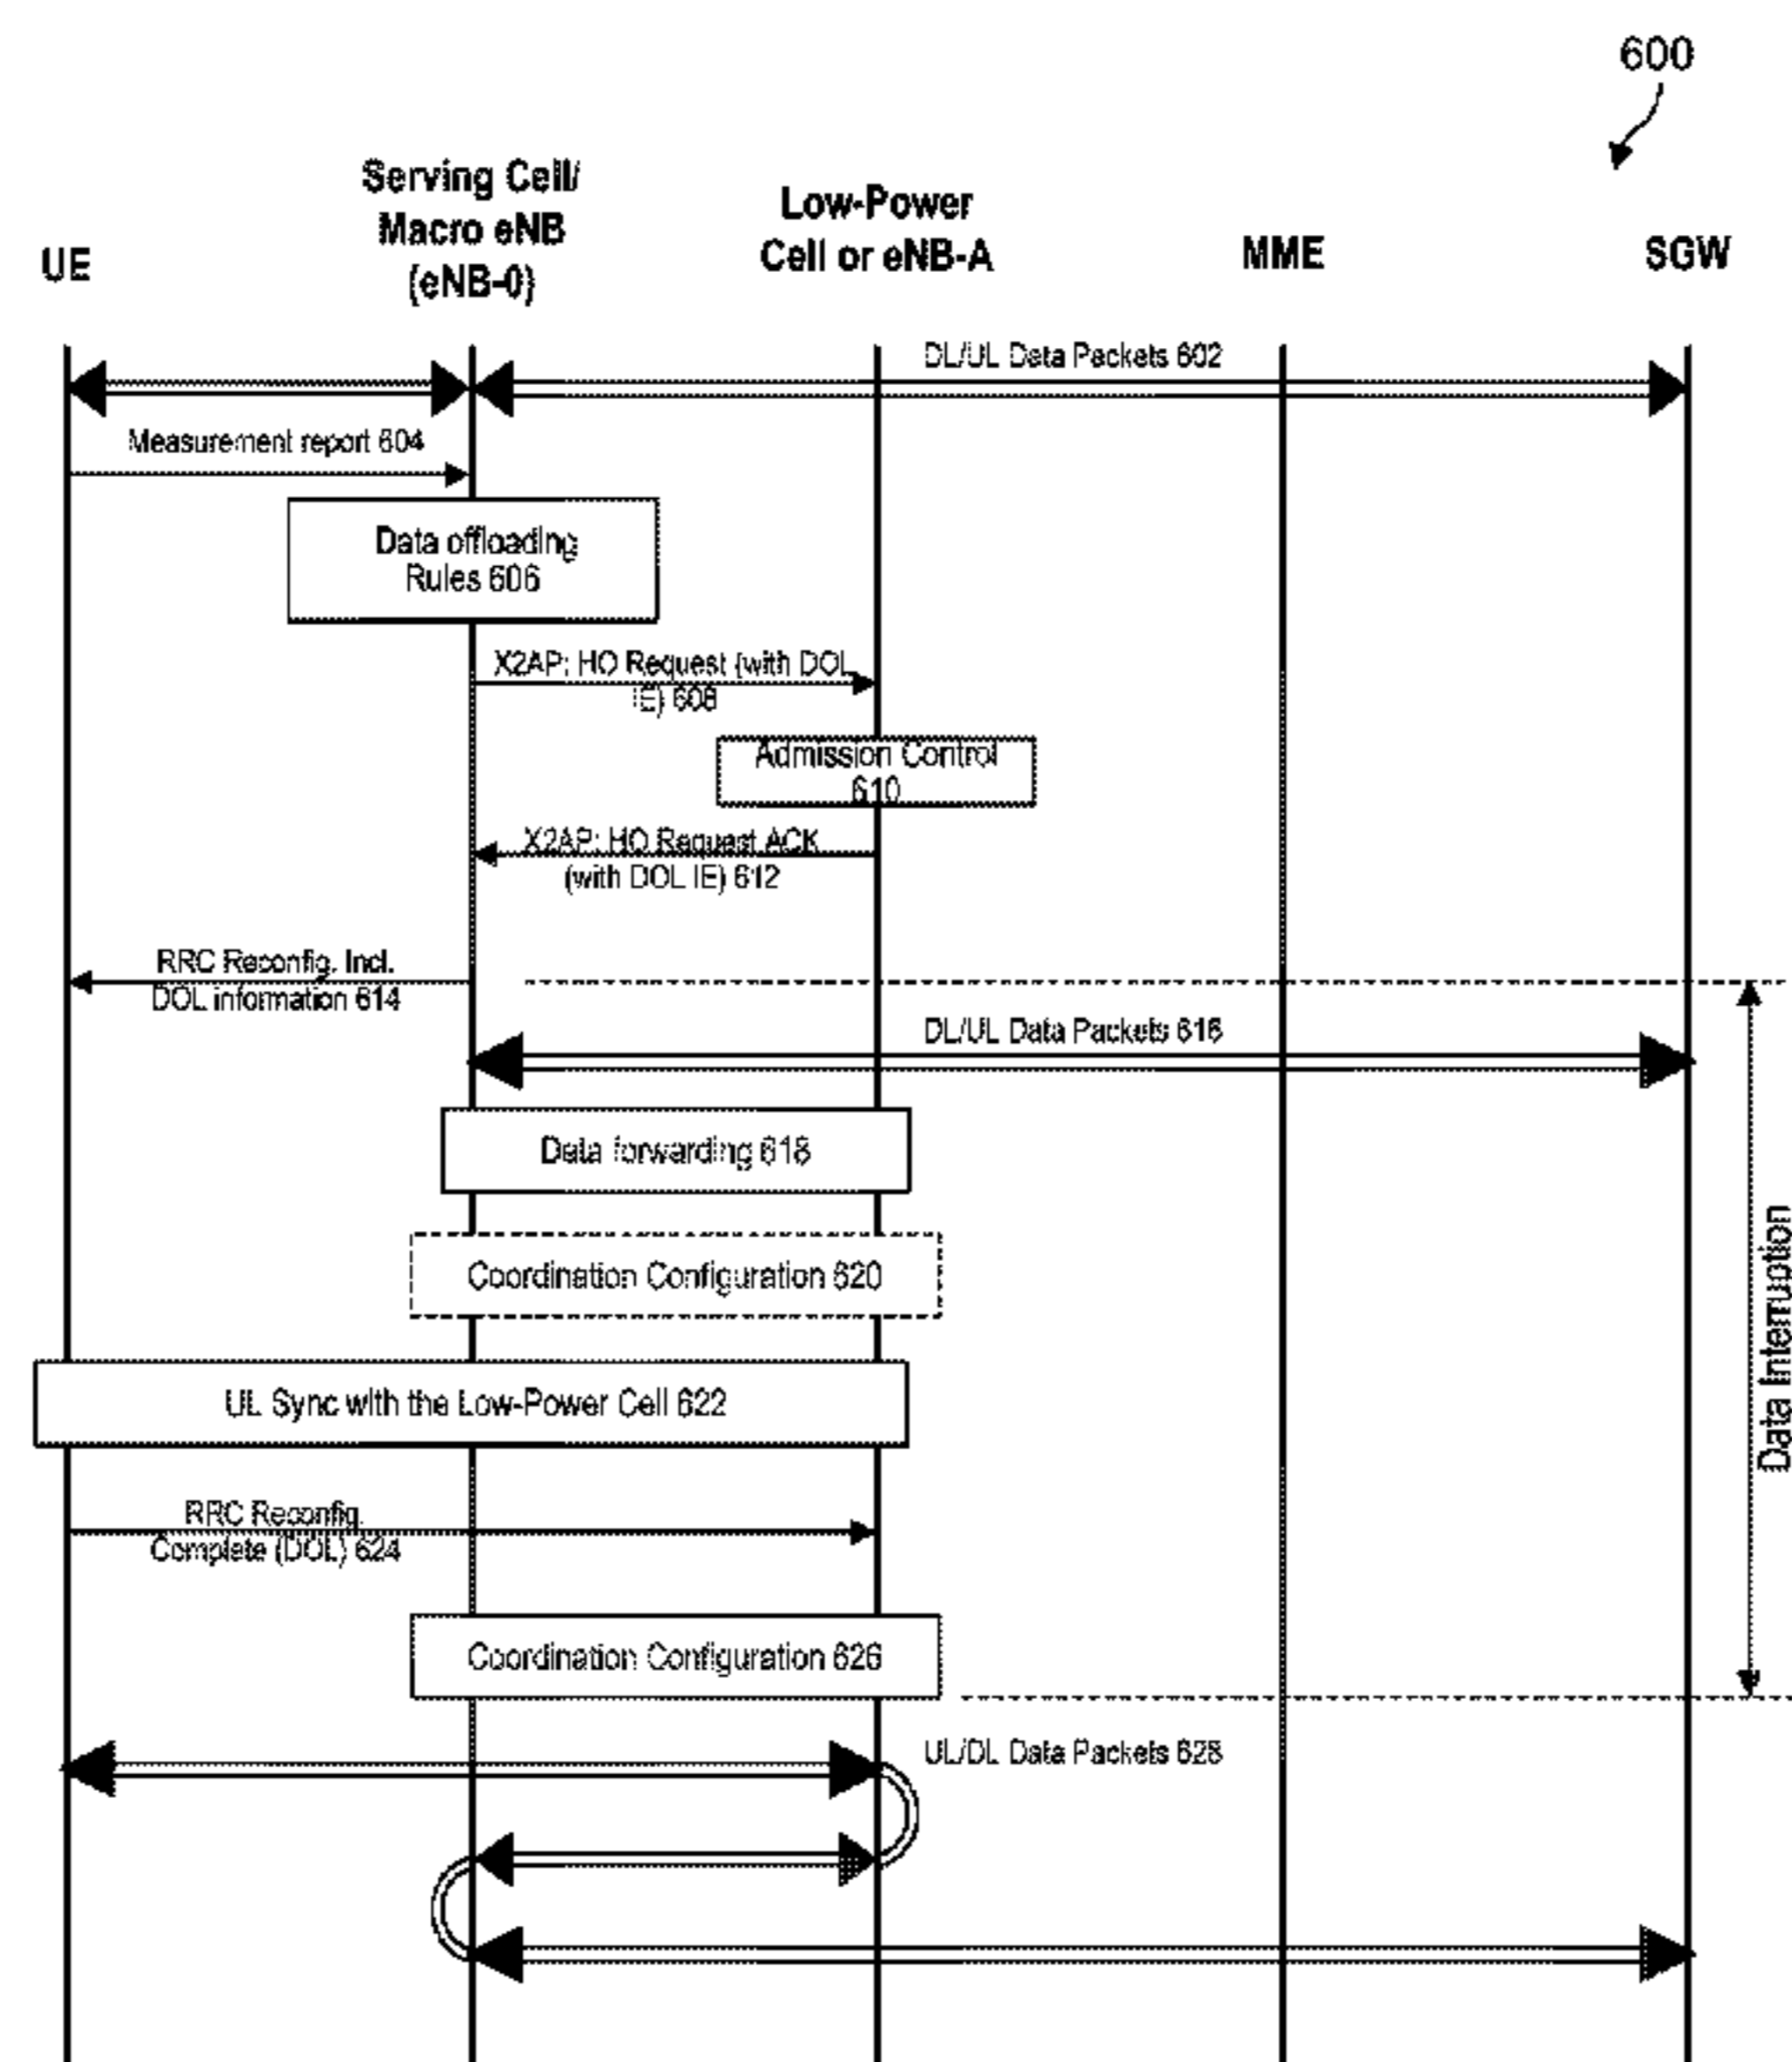 600
Serving Cell/
Macro eNB
(eNB-0)
Low-Power
Cell or eNB-A
UE
MME
SGW
DL/UL Data Packets 602
Measurement report 604
Data offloading
Rules 606
X2AP: HO Request (with DOL
IE) 608
Admission Control
610
X2AP: HO Request ACK
(with DOL IE) 612
RRC Reconfig. Incl.
DOL information 614
DL/UL Data Packets 616
Data forwarding 618
Coordination Configuration 620
Data Interruption
UL Sync with the Low-Power Cell 622
RRC Reconfig.
Complete (DOL) 624
Coordination Configuration 626
UL/DL Data Packets 628